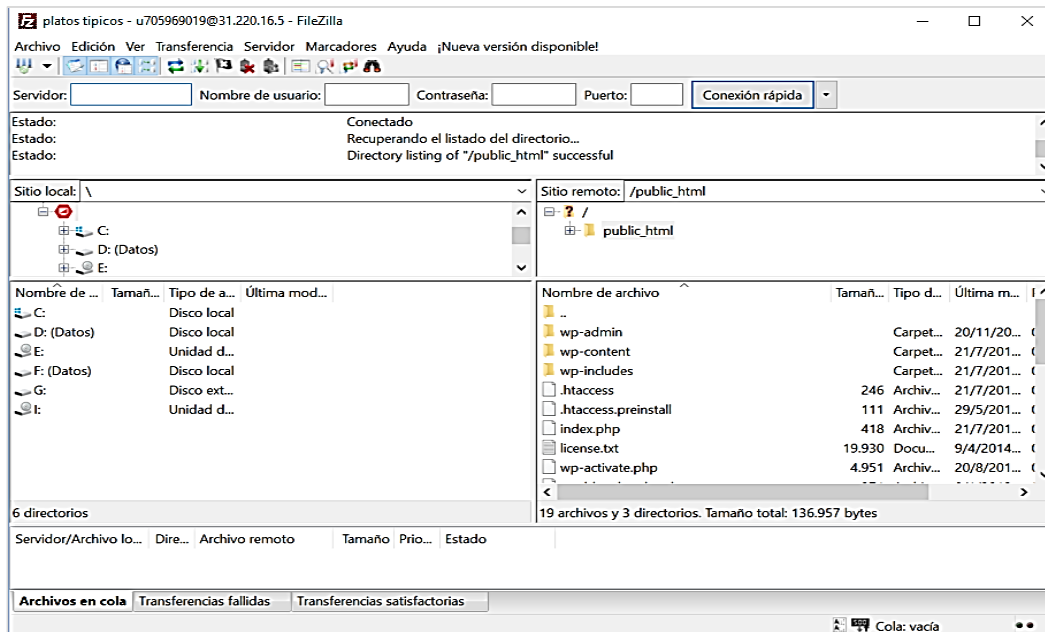 platos tipicos - u705969019@31.220.16.5 - FileZilla
Archivo Edición Ver Transferencia Servidor Marcadores Ayuda ¡Nueva versión disponible!
Servidor: Nombre de usuario: Contraseña: Puerto: Conexión rápida
Estado: Conectado
Estado: Recuperando el listado del directorio...
Estado: Directory listing of "/public_html" successful
Sitio local: \
C:
D: (Datos)
E:
Sitio remoto: /public_html
/
public_html
Nombre de ... Tamañ... Tipo de a... Última mod...
C: Disco local
D: (Datos) Disco local
E: Unidad d...
F: (Datos) Disco local
G: Disco ext...
I: Unidad d...
6 directorios
Nombre de archivo Tamañ... Tipo d... Última m...
..
wp-admin Carpet... 20/11/20...
wp-content Carpet... 21/7/201...
wp-includes Carpet... 21/7/201...
.htaccess 246 Archiv... 21/7/201...
.htaccess.preinstall 111 Archiv... 29/5/201...
index.php 418 Archiv... 21/7/201...
license.txt 19.930 Docu... 9/4/2014...
wp-activate.php 4.951 Archiv... 20/8/201...
19 archivos y 3 directorios. Tamaño total: 136.957 bytes
Servidor/Archivo lo... Dire... Archivo remoto Tamaño Prio... Estado
Archivos en cola Transferencias fallidas Transferencias satisfactorias
Cola: vacía